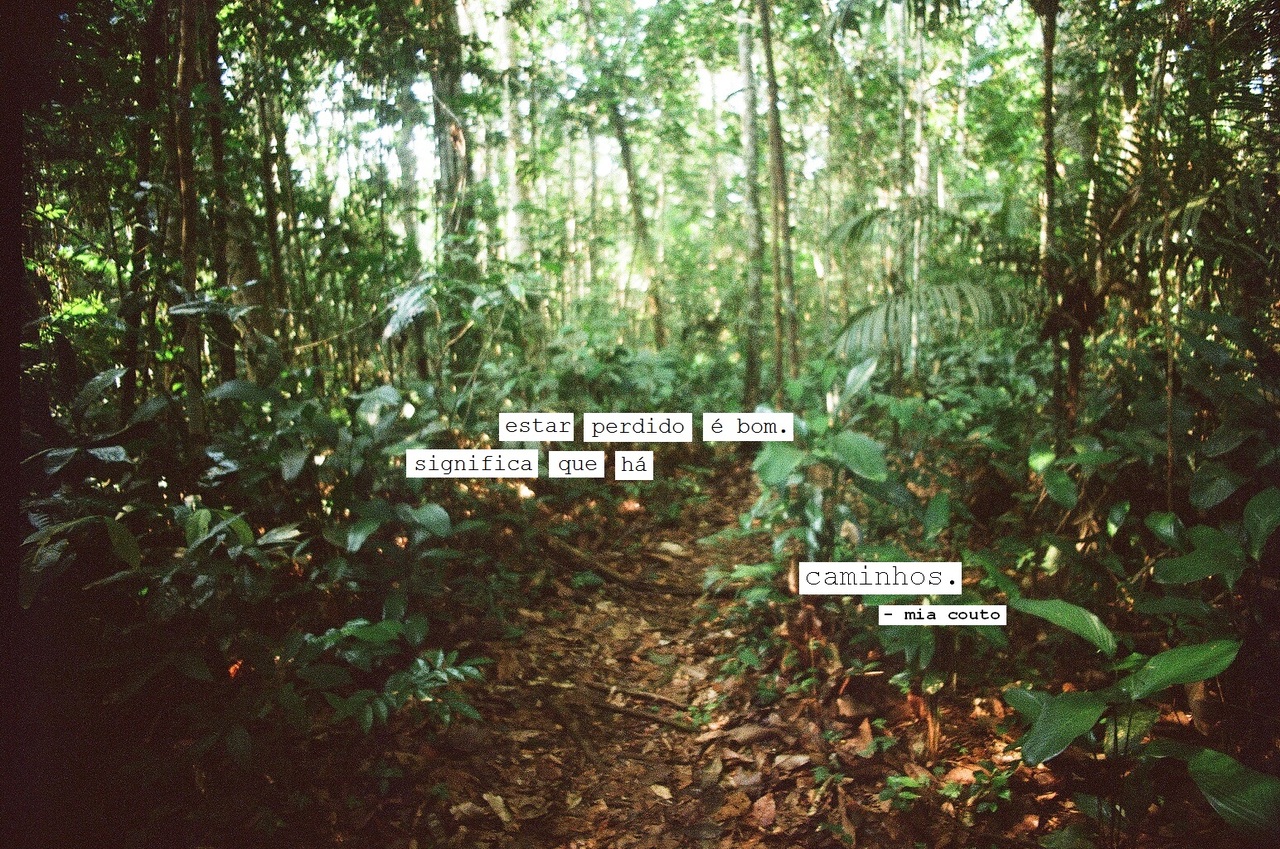 estar perdido é bom.
significa que há
caminhos.
- mia couto